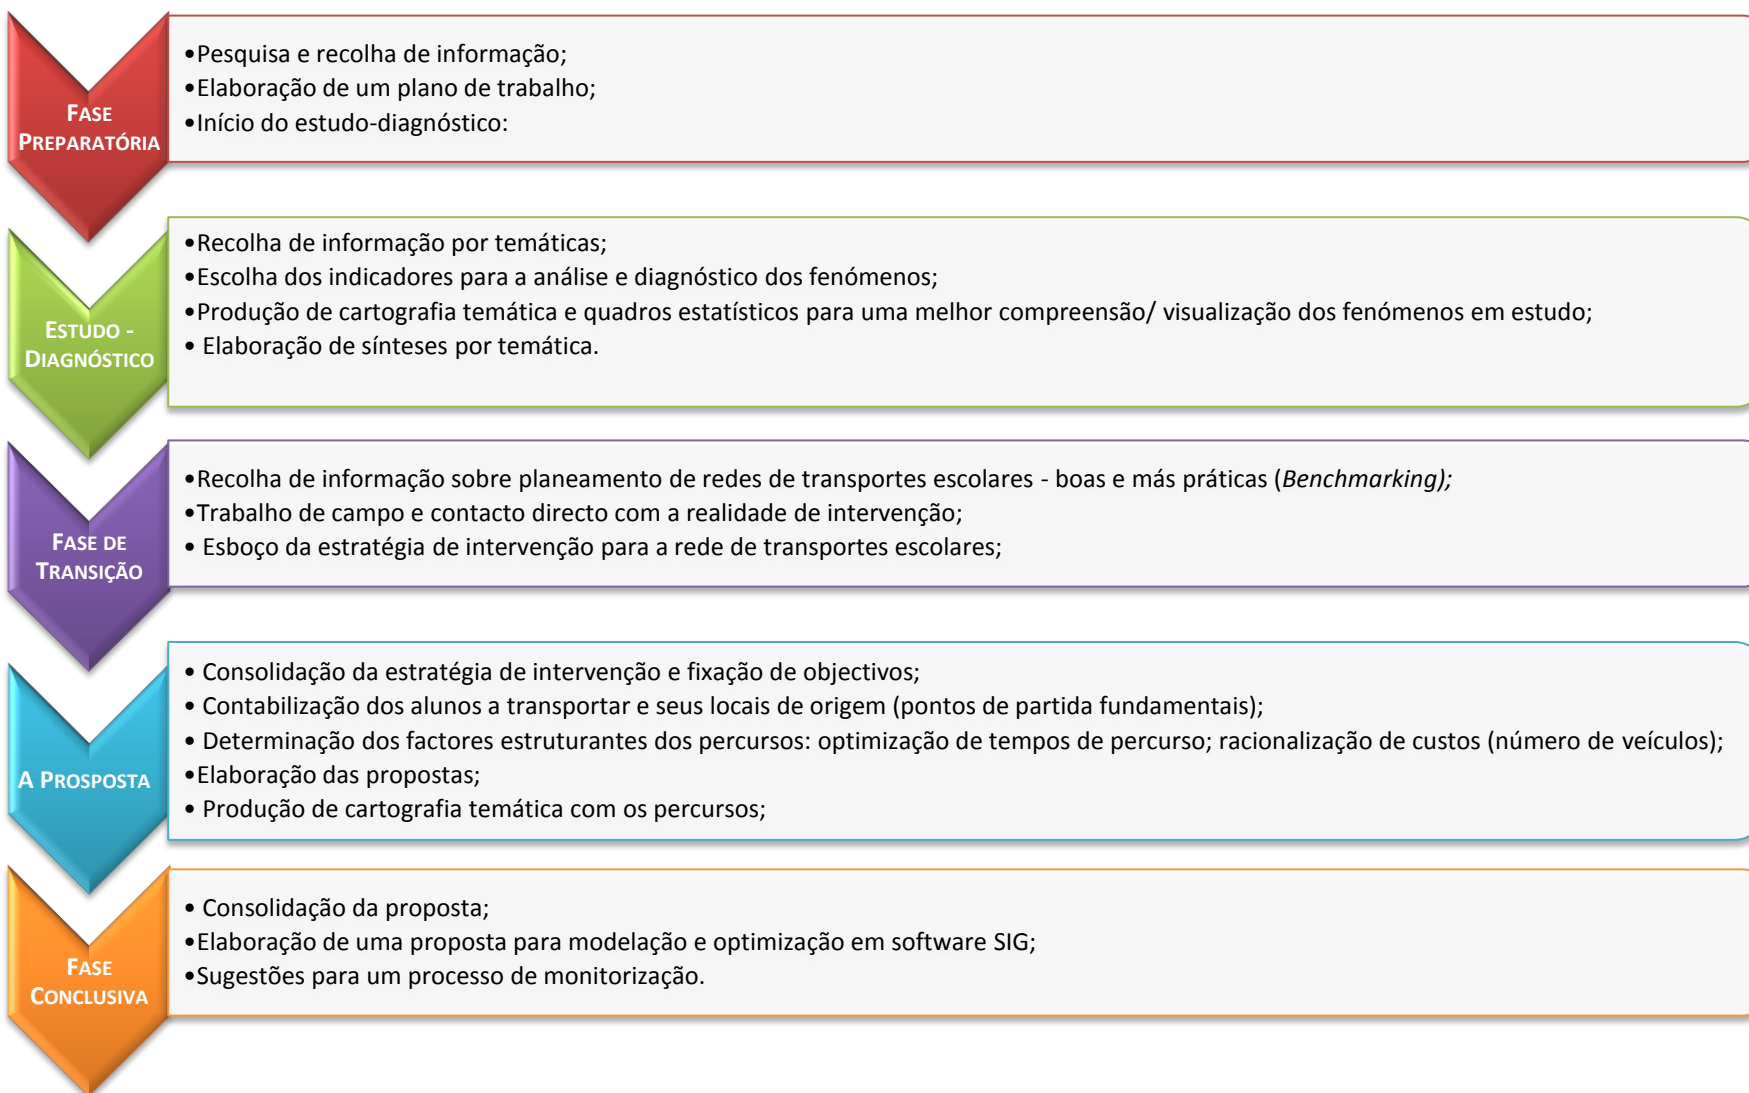 FASE
PREPARATÓRIA
•Pesquisa e recolha de informação;
•Elaboração de um plano de trabalho;
•Início do estudo-diagnóstico:
ESTUDO -
DIAGNÓSTICO
•Recolha de informação por temáticas;
•Escolha dos indicadores para a análise e diagnóstico dos fenómenos;
•Produção de cartografia temática e quadros estatísticos para uma melhor compreensão/ visualização dos fenómenos em estudo;
• Elaboração de sínteses por temática.
FASE DE
TRANSIÇÃO
•Recolha de informação sobre planeamento de redes de transportes escolares - boas e más práticas (Benchmarking);
•Trabalho de campo e contacto directo com a realidade de intervenção;
• Esboço da estratégia de intervenção para a rede de transportes escolares;
A PROSPOSTA
• Consolidação da estratégia de intervenção e fixação de objectivos;
• Contabilização dos alunos a transportar e seus locais de origem (pontos de partida fundamentais);
• Determinação dos factores estruturantes dos percursos: optimização de tempos de percurso; racionalização de custos (número de veículos);
•Elaboração das propostas;
• Produção de cartografia temática com os percursos;
FASE
CONCLUSIVA
• Consolidação da proposta;
•Elaboração de uma proposta para modelação e optimização em software SIG;
•Sugestões para um processo de monitorização.